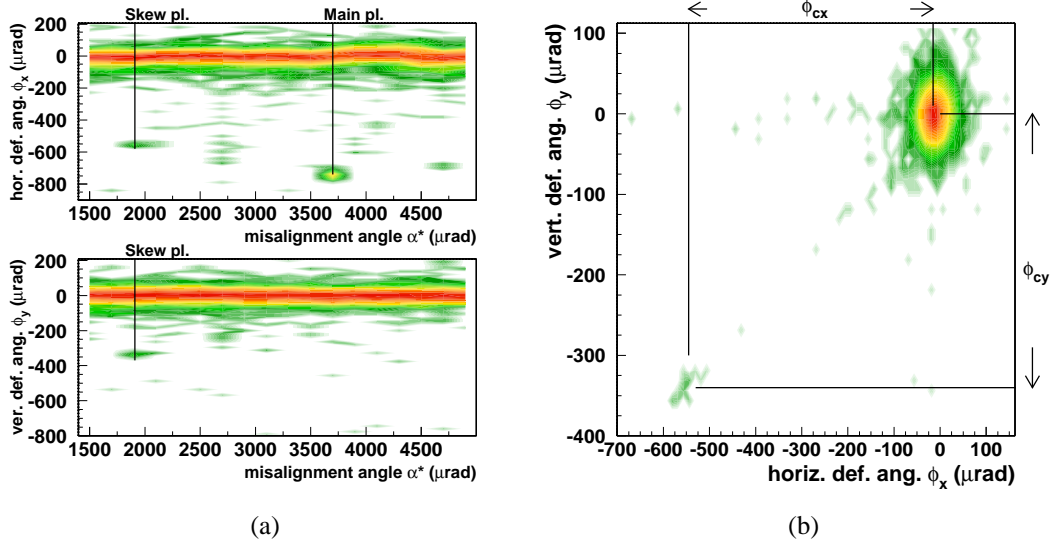 Skew pl.
Main pl.
hor. def. ang. ϕx (μrad)
200
0
-200
-400
-600
-800
1500 2000 2500 3000 3500 4000 4500
misalignment angle α* (μrad)
Skew pl.
ver. def. ang. ϕy (μrad)
200
0
-200
-400
-600
-800
1500 2000 2500 3000 3500 4000 4500
misalignment angle α* (μrad)
(a)
ϕcx
vert. def. ang. ϕy (μrad)
100
0
-100
-200
-300
-400
ϕcy
-700 -600 -500 -400 -300 -200 -100 0 100
horiz. def. ang. ϕx (μrad)
(b)